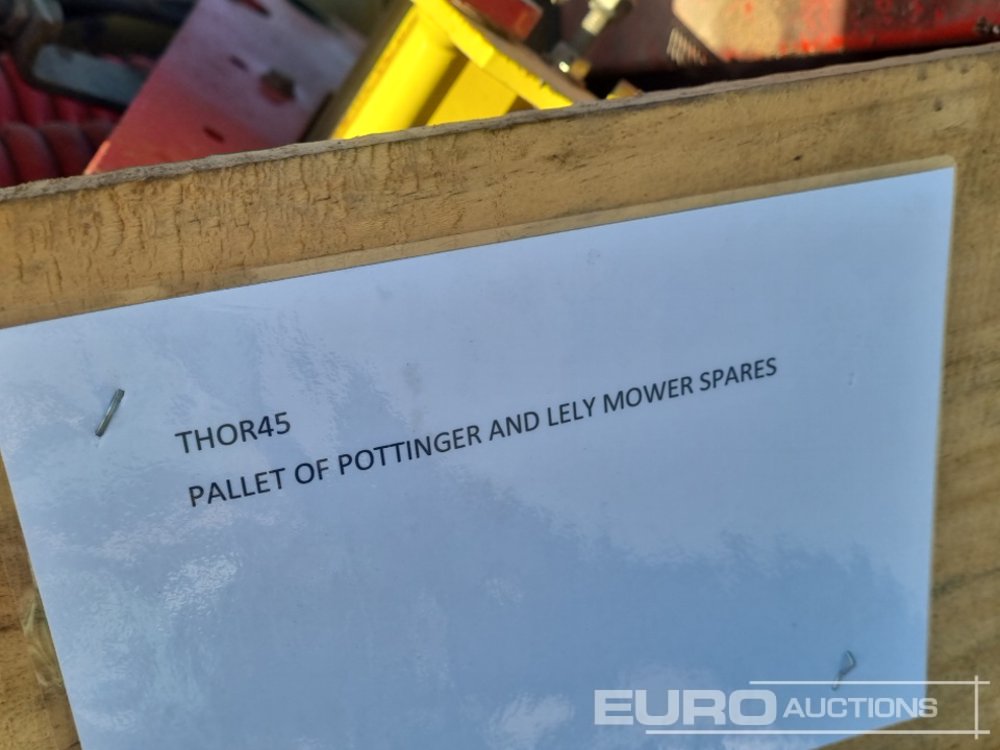 THOR45
PALLET OF POTTINGER AND LELY MOWER SPARES
EURO AUCTIONS